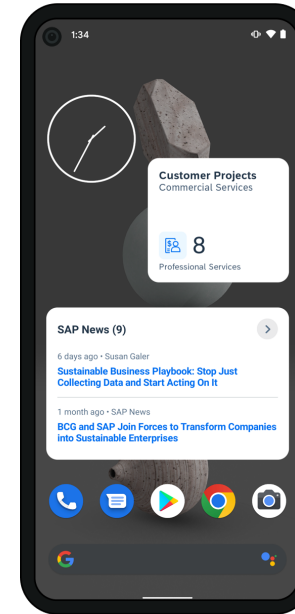 1:34
Customer Projects
Commercial Services
8
Professional Services
SAP News (9)
6 days ago • Susan Galer
Sustainable Business Playbook: Stop Just
Collecting Data and Start Acting On It
1 month ago • SAP News
BCG and SAP Join Forces to Transform Companies
into Sustainable Enterprises
G